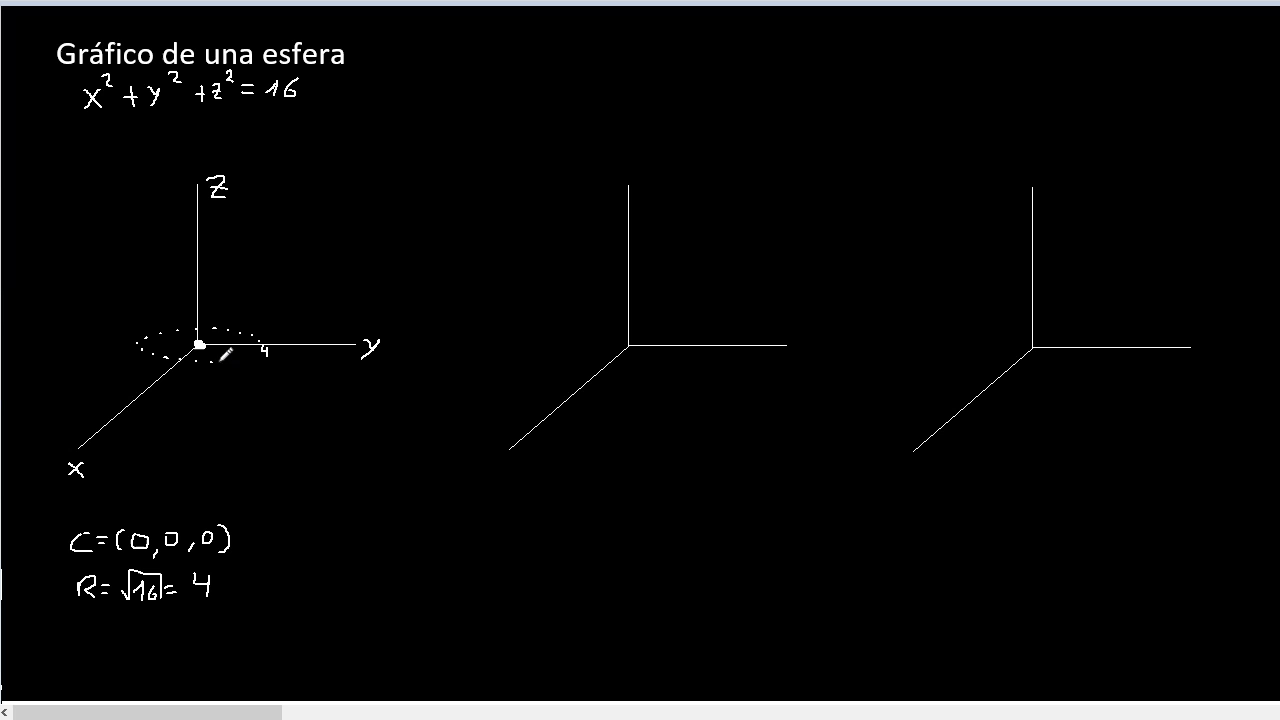 Gráfico de una esfera
x² + y² + z² = 16
z
4
y
x
C = (0, 0, 0)
R = √16 = 4